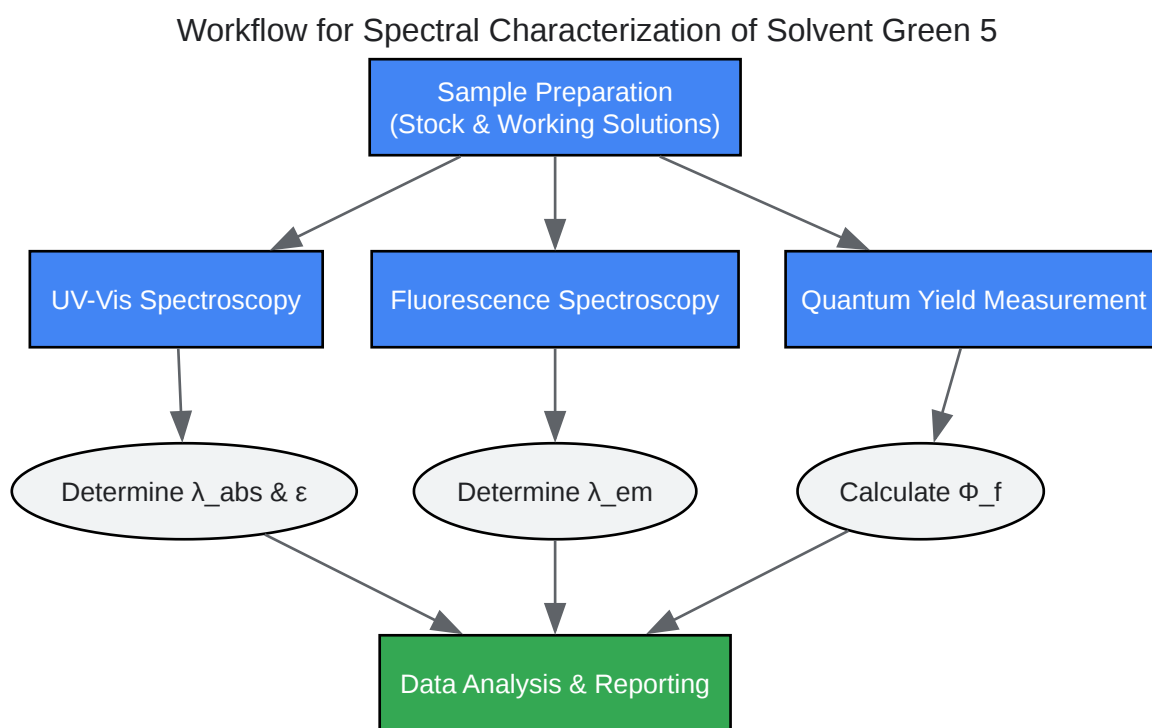 Workflow for Spectral Characterization of Solvent Green 5
Sample Preparation
(Stock & Working Solutions)
UV-Vis Spectroscopy
Fluorescence Spectroscopy
Quantum Yield Measurement
Determine λ_abs & ε
Determine λ_em
Calculate Φ_f
Data Analysis & Reporting